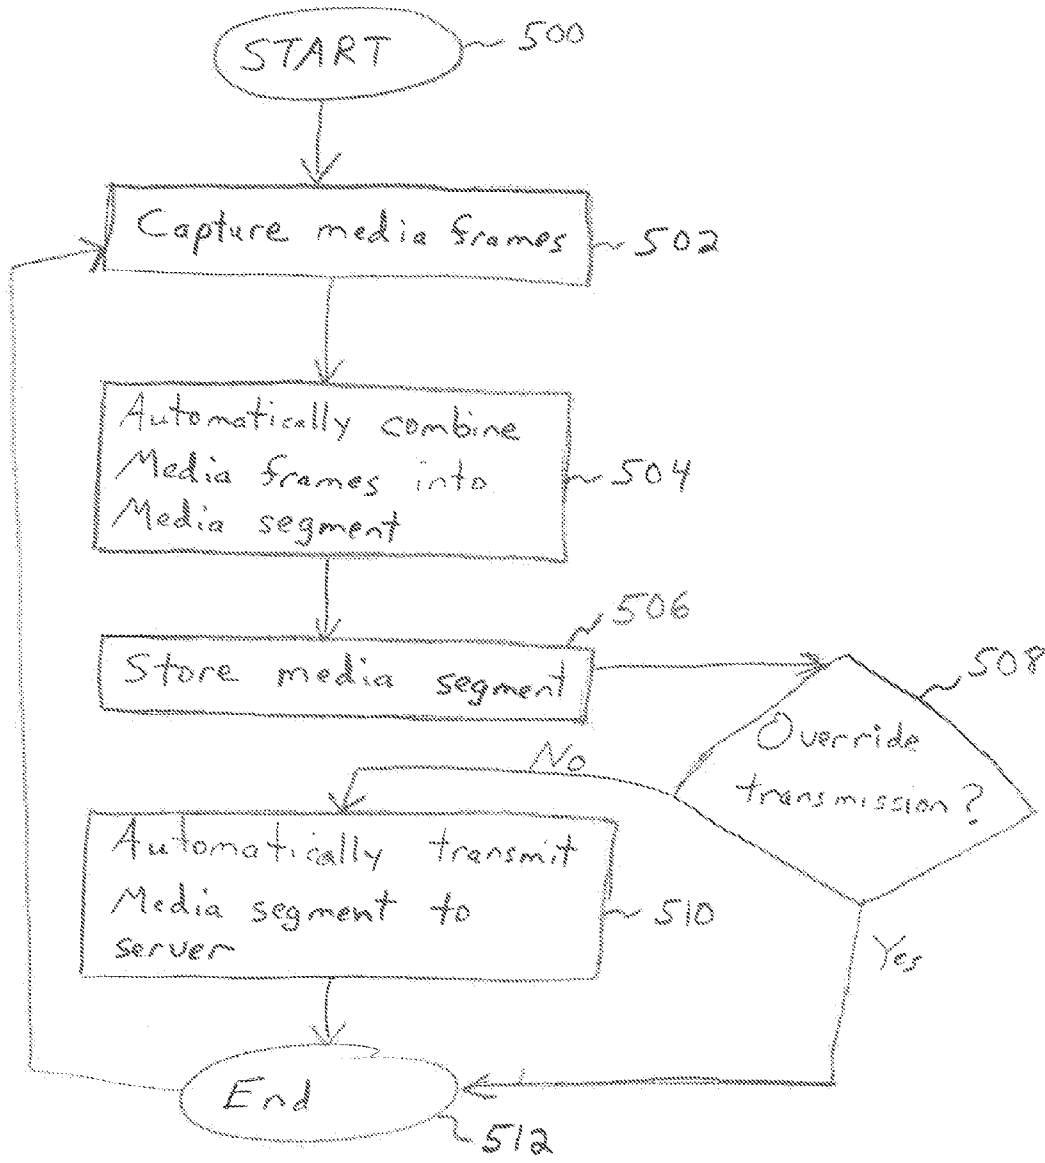 START
500
Capture media frames
502
Automatically combine
Media frames into
Media segment
504
506
Store media segment
508
Override
transmission?
No
Automatically transmit
Media segment to
server
510
Yes
End
512